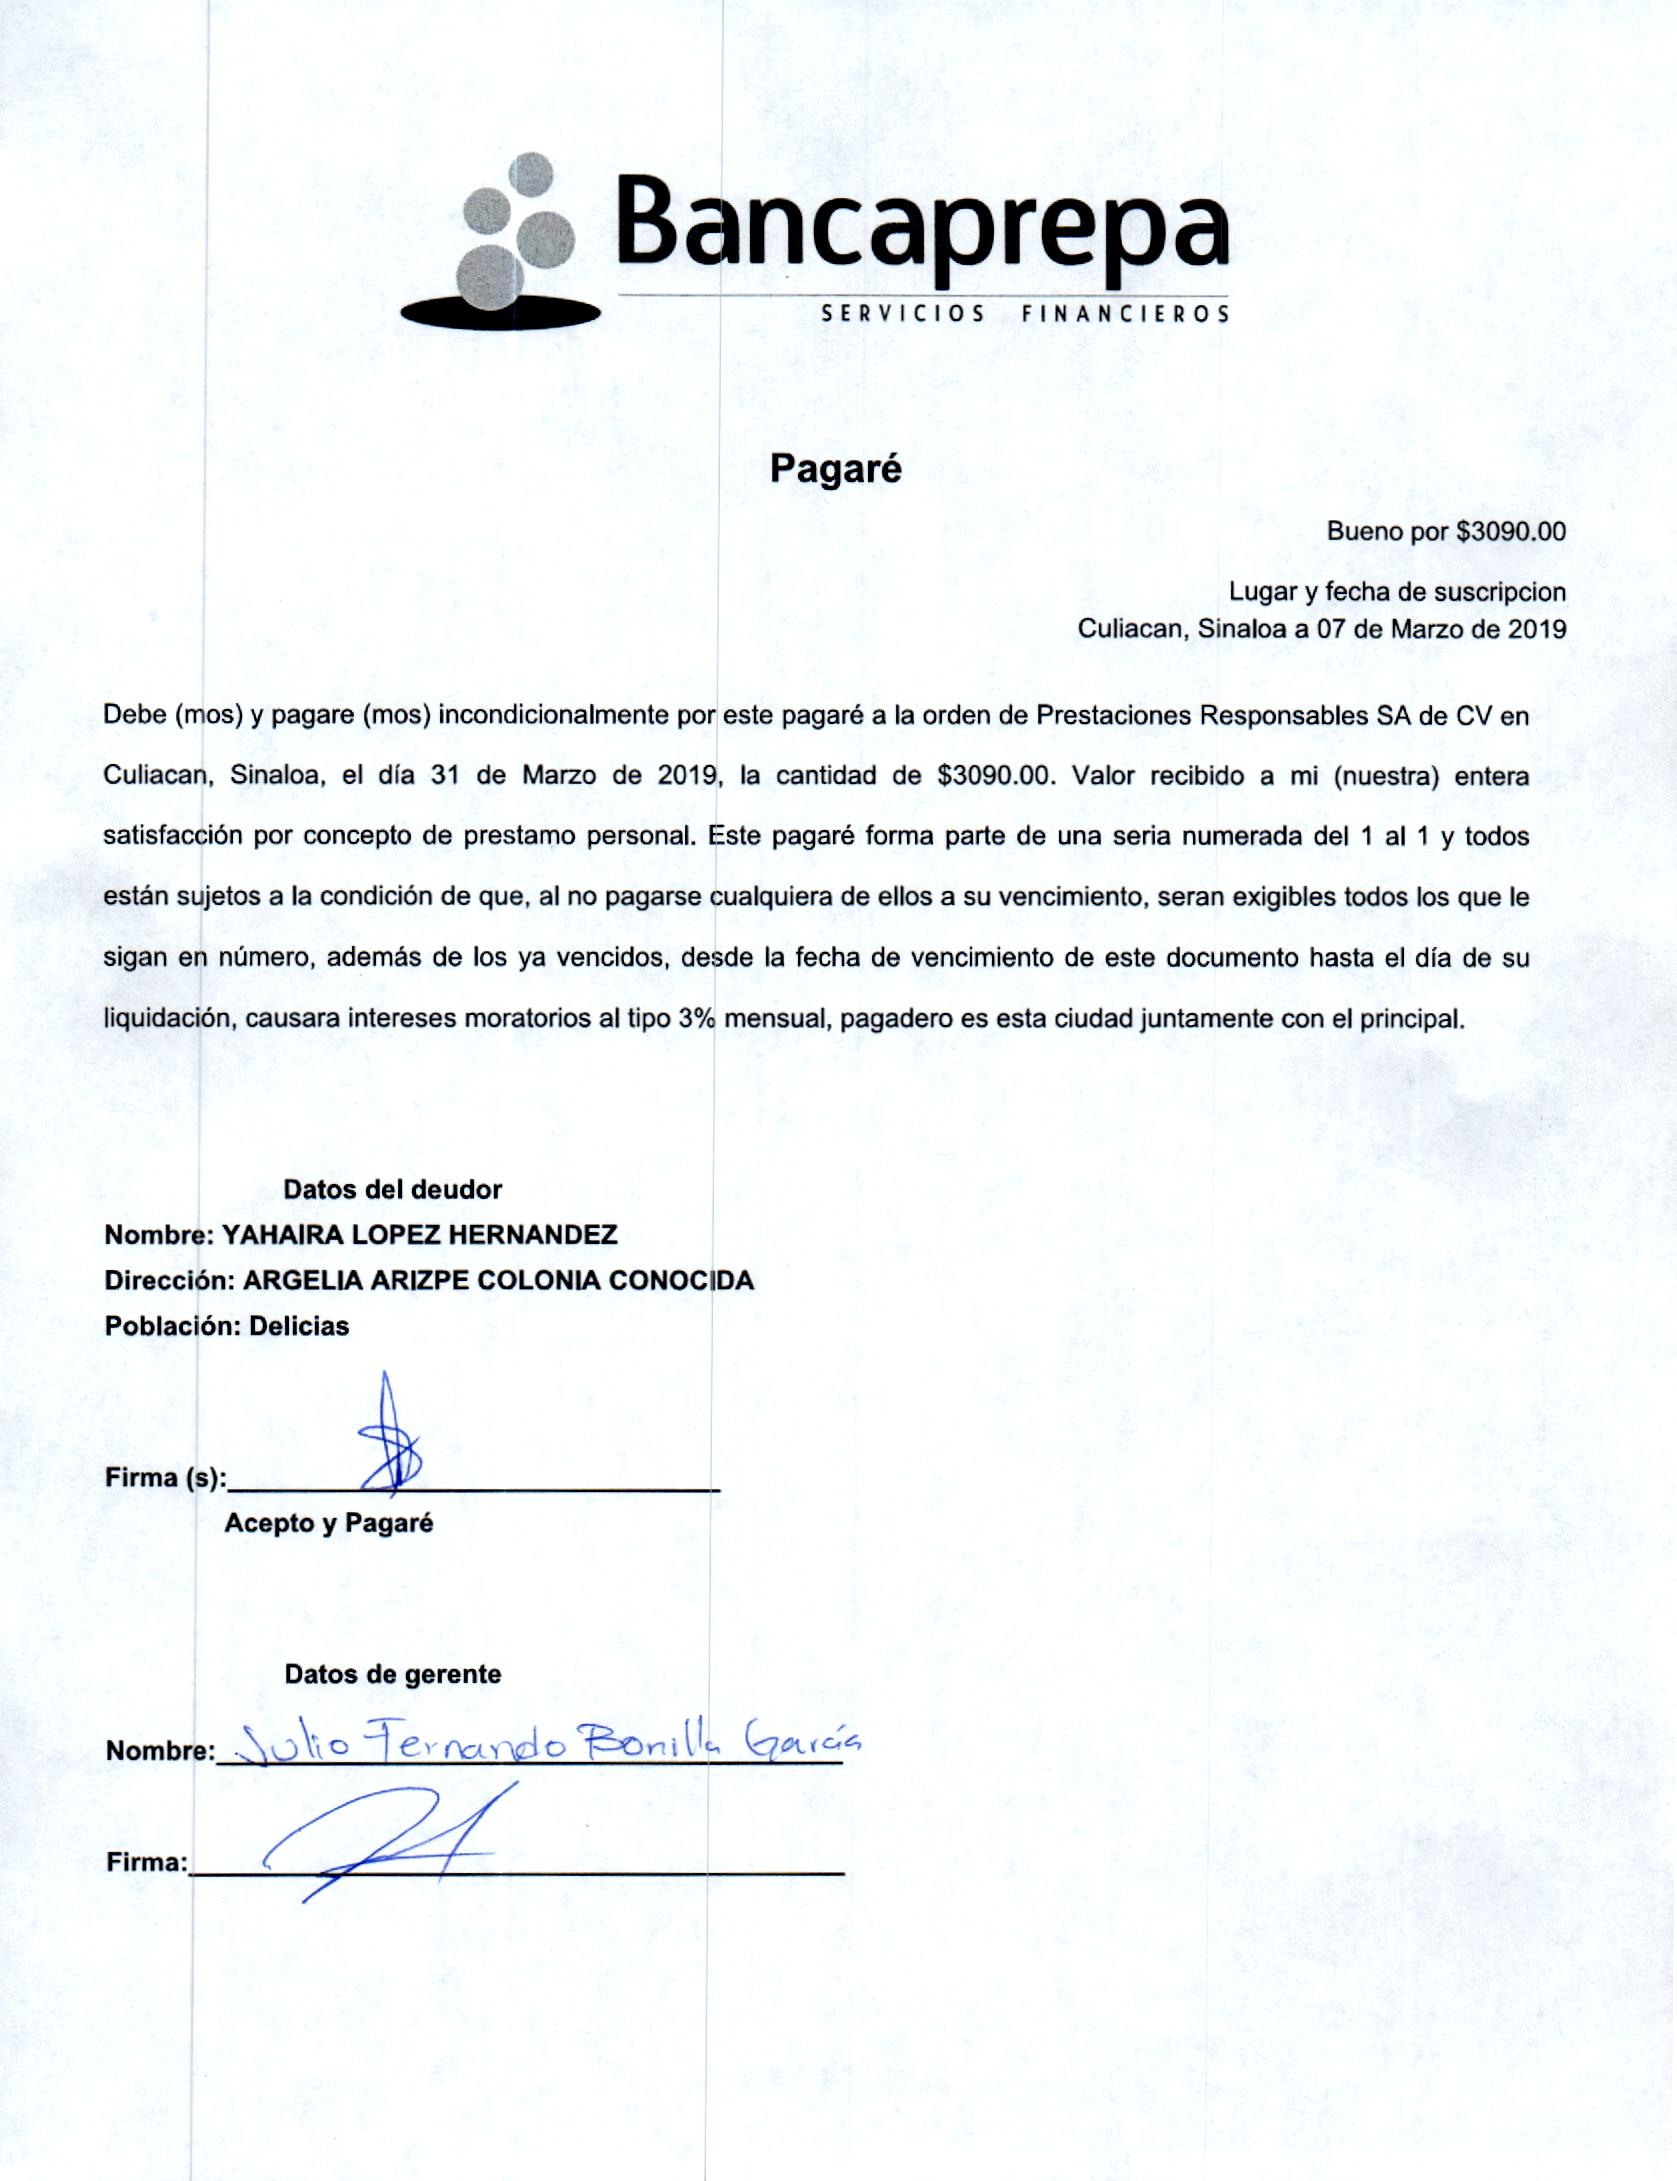 Bancaprepa
SERVICIOS FINANCIEROS
Pagaré
Bueno por $3090.00
Lugar y fecha de suscripcion
Culiacan, Sinaloa a 07 de Marzo de 2019
Debe (mos) y pagare (mos) incondicionalmente por este pagaré a la orden de Prestaciones Responsables SA de CV en
Culiacan, Sinaloa, el día 31 de Marzo de 2019, la cantidad de $3090.00. Valor recibido a mi (nuestra) entera
satisfacción por concepto de prestamo personal. Este pagaré forma parte de una seria numerada del 1 al 1 y todos
están sujetos a la condición de que, al no pagarse cualquiera de ellos a su vencimiento, seran exigibles todos los que le
sigan en número, además de los ya vencidos, desde la fecha de vencimiento de este documento hasta el día de su
liquidación, causara intereses moratorios al tipo 3% mensual, pagadero es esta ciudad juntamente con el principal.
Datos del deudor
Nombre: YAHAIRA LOPEZ HERNANDEZ
Dirección: ARGELIA ARIZPE COLONIA CONOCIDA
Población: Delicias
Firma (s):
Acepto y Pagaré
Datos de gerente
Nombre: Julio Fernando Bonilla García
Firma: